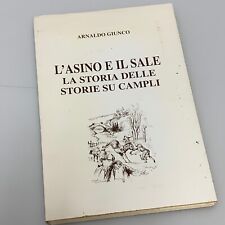 ARNALDO GIUNCO
L'ASINO E IL SALE
LA STORIA DELLE
STORIE SU CAMPLI